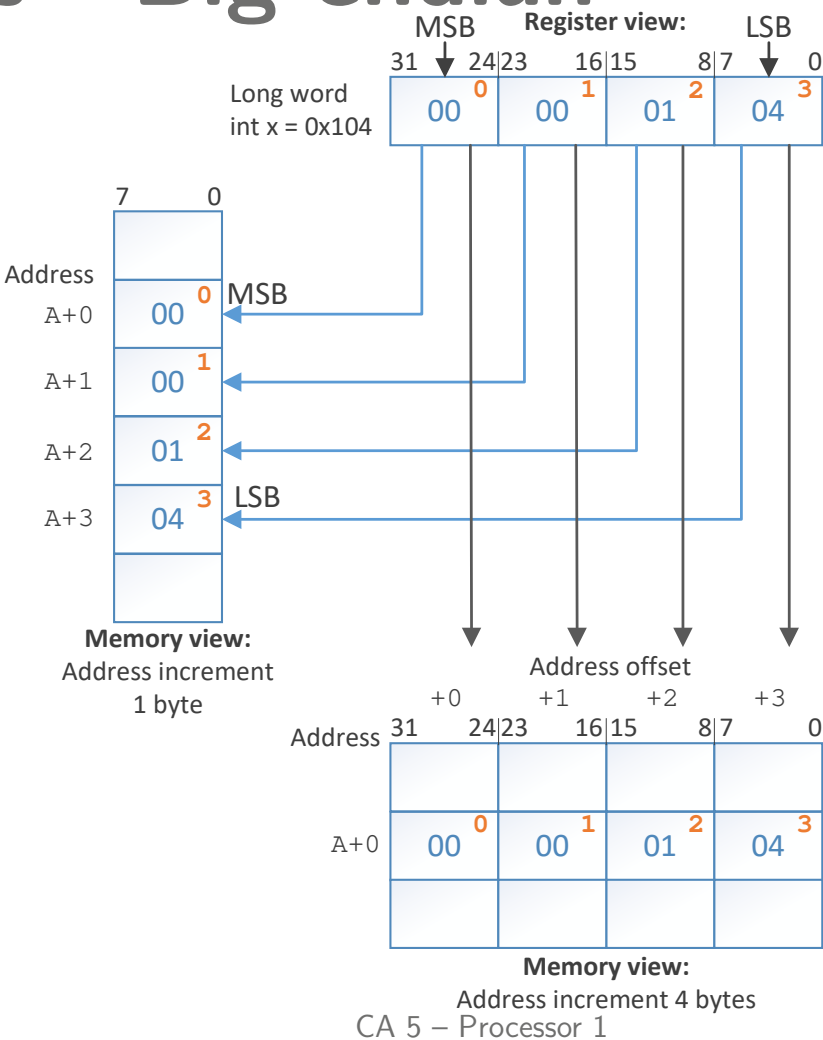 Big endian
MSB Register view: LSB
31 24 23 16 15 8 7 0
Long word
int x = 0x104
00 0 00 1 01 2 04 3
7 0
Address
A+0 00 0 MSB
A+1 00 1
A+2 01 2
A+3 04 3 LSB
Memory view:
Address increment
1 byte
Address offset
+0 +1 +2 +3
Address 31 24 23 16 15 8 7 0
A+0 00 0 00 1 01 2 04 3
Memory view:
Address increment 4 bytes
CA 5 – Processor 1